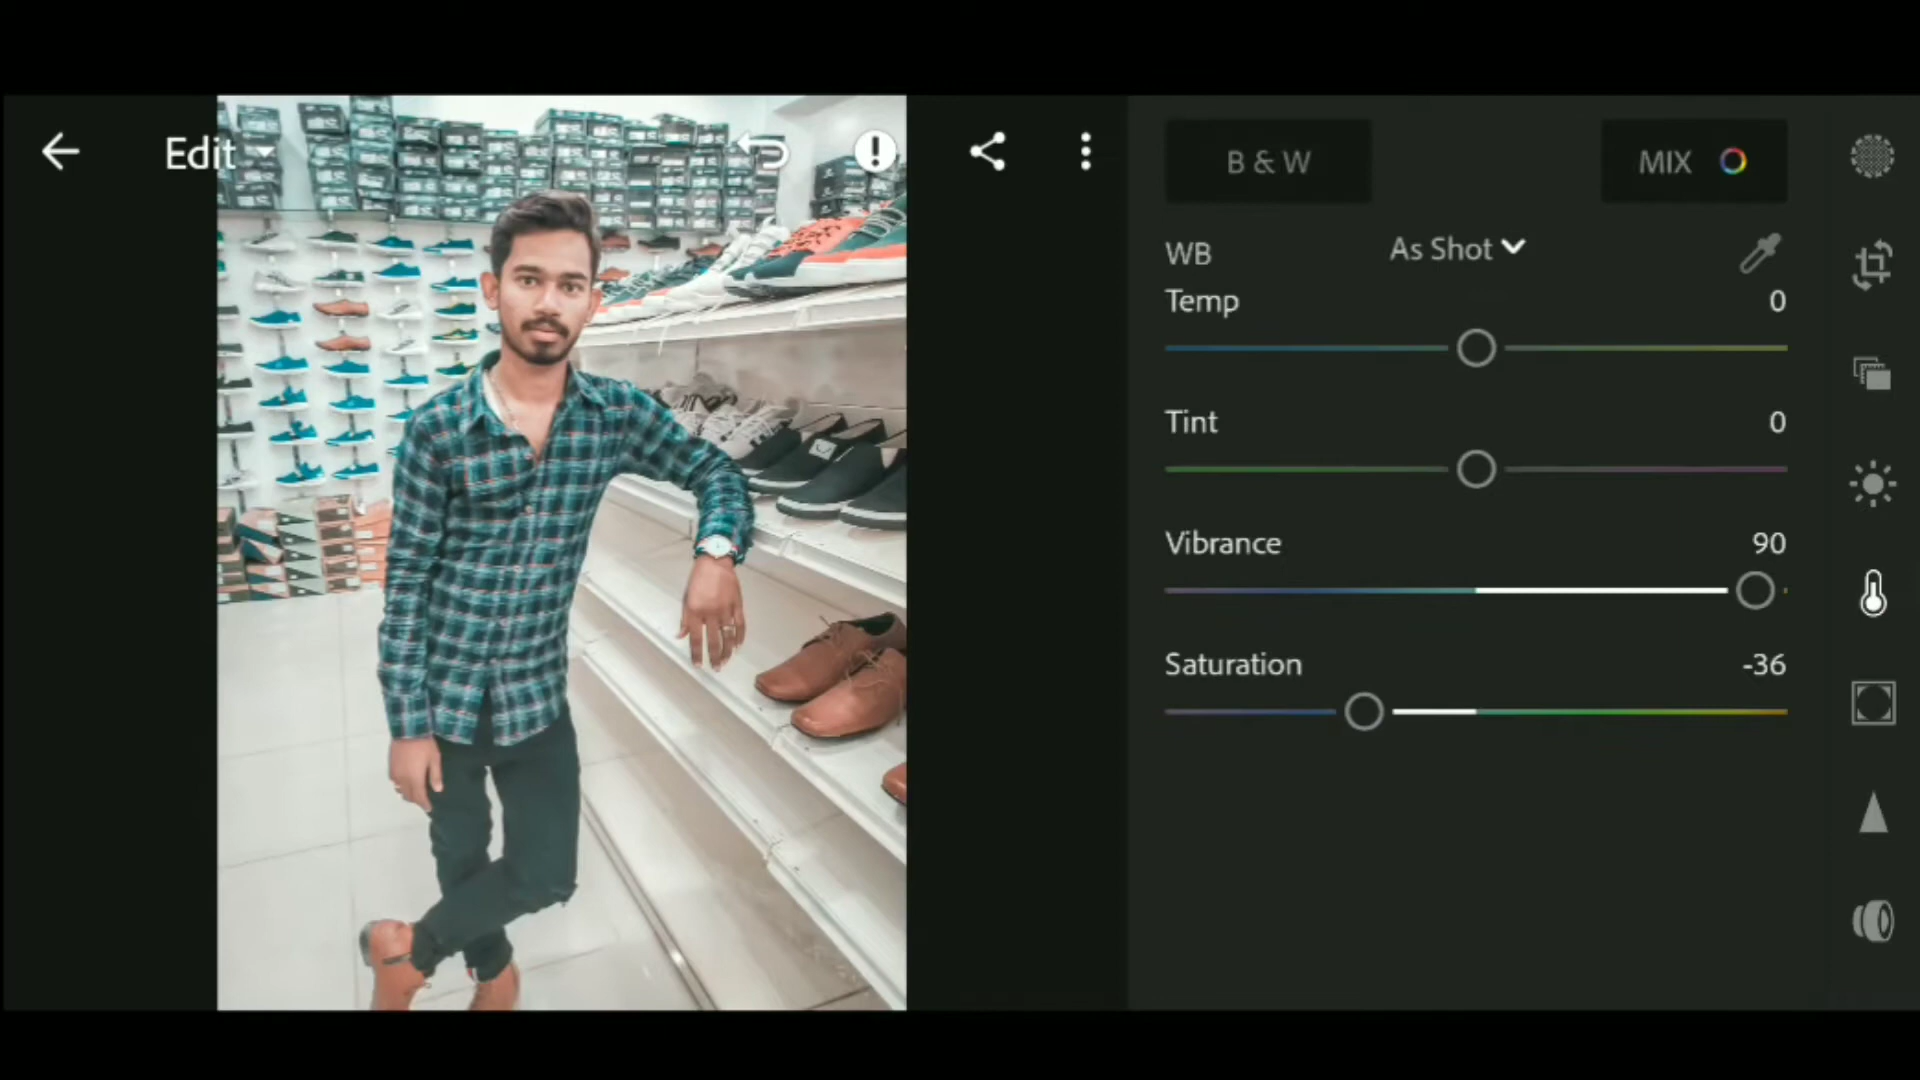 Edit
B & W
MIX
WB
As Shot
Temp
0
Tint
0
Vibrance
90
Saturation
-36